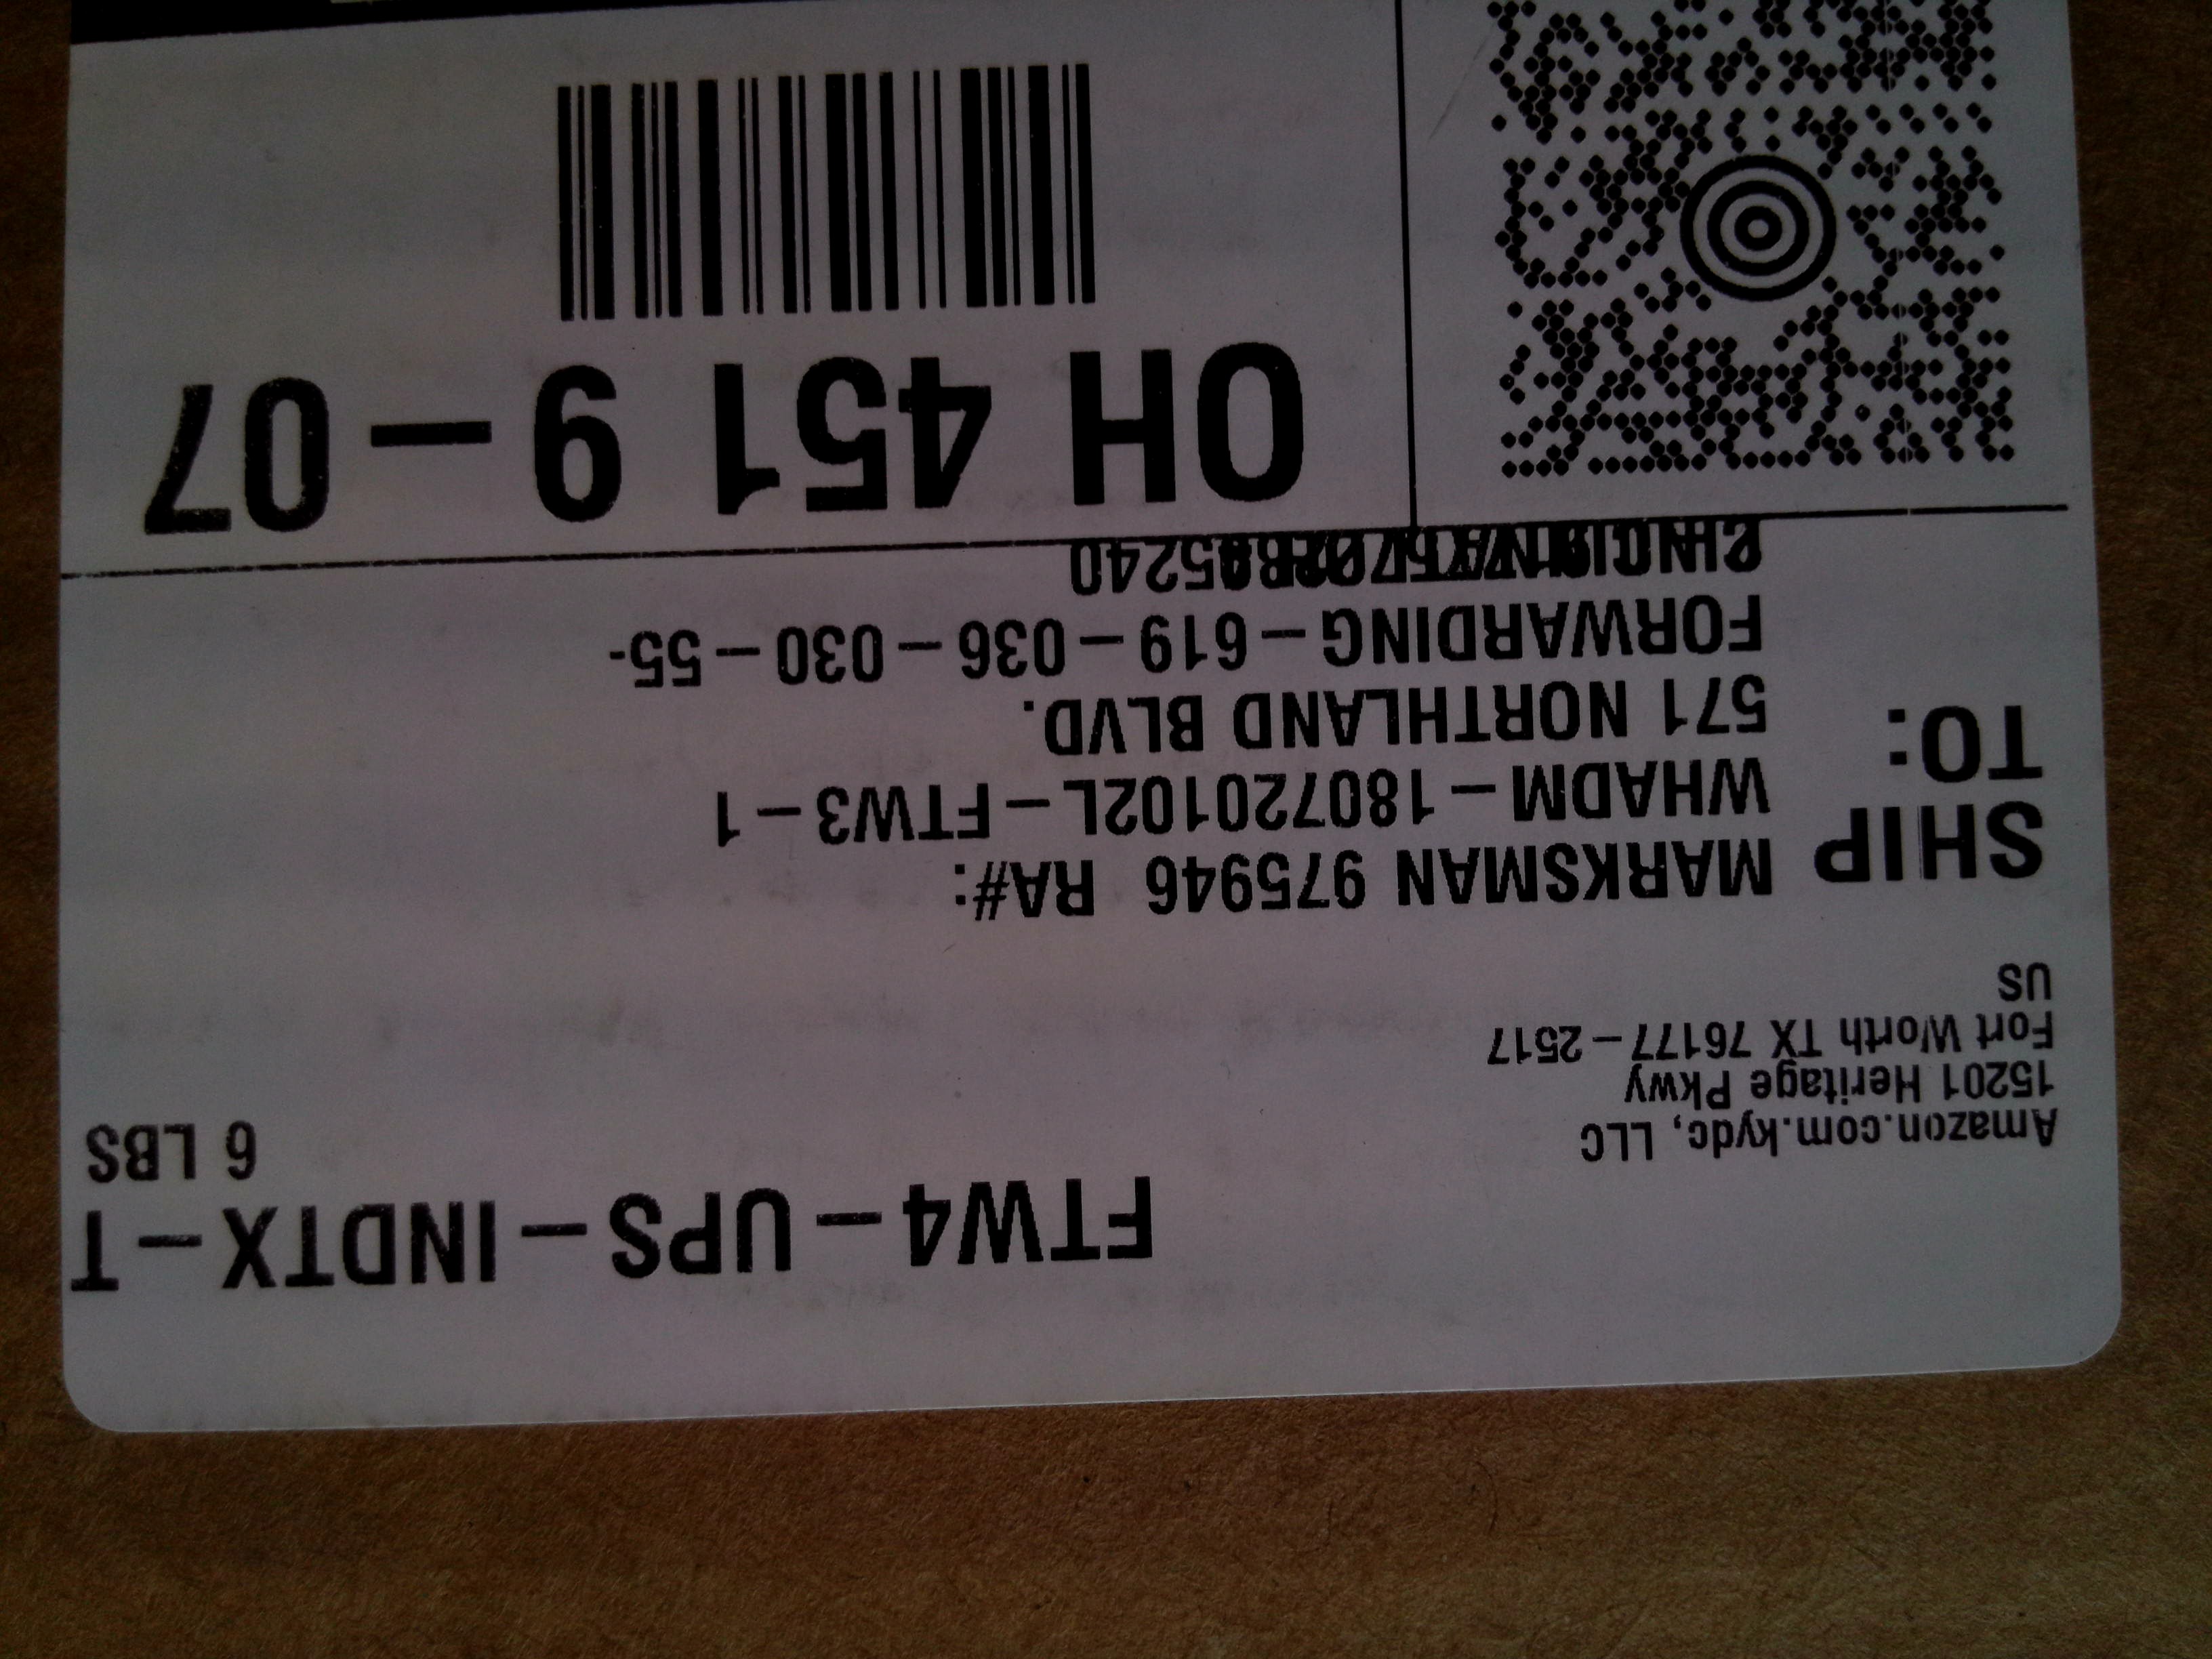 FTW4-UPS-INDTX-T
6 LBS
Amazon.com.kydc, LLC
15201 Heritage Pkwy
Fort Worth TX 76177-2517
US
SHIP
TO:
MARKSMAN 975946 RA#:
WHADM-180720102L-FTW3-1
571 NORTHLAND BLVD.
FORWARDING-619-036-030-55-
45240
OH 451 9-07